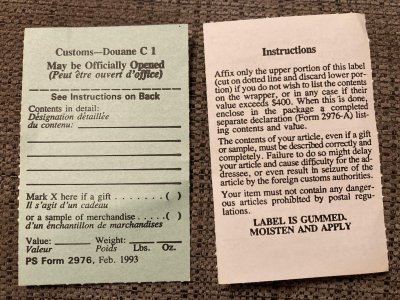 Customs—Douane C 1
May be Officially Opened
(Peut être ouvert d'office)
See Instructions on Back
Contents in detail:
Désignation détaillée
du contenu:
Mark X here if a gift . . . . . . . ( )
Il s'agit d'un cadeau
or a sample of merchandise . . . . . ( )
d'un échantillon de marchandises
Value: Weight:
Valeur Poids Lbs. Oz.
PS Form 2976, Feb. 1993
Instructions
Affix only the upper portion of this label
(cut on dotted line and discard lower por-
tion) if you do not wish to list the contents
on the wrapper, or in any case if their
value exceeds $400. When this is done,
enclose in the package a completed
separate declaration (Form 2976-A) list-
ing contents and value.
The contents of your article, even if a gift
or sample, must be described correctly and
completely. Failure to do so might delay
your article and cause difficulty for the ad-
dressee, or even result in seizure of the
article by the foreign customs authorities.
Your item must not contain any danger-
ous articles prohibited by postal regu-
lations.
LABEL IS GUMMED.
MOISTEN AND APPLY